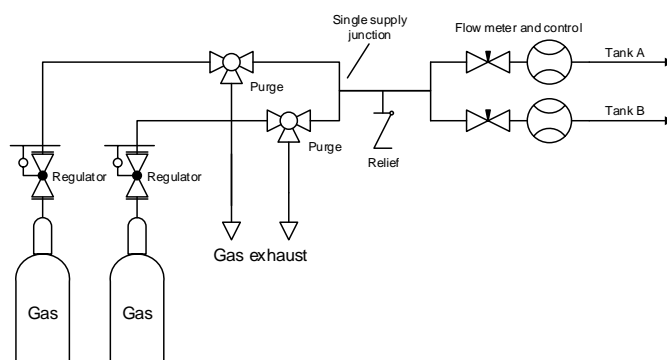 Single supply
junction
Flow meter and control
Tank A
Purge
Tank B
Purge
Relief
Regulator
Regulator
Gas exhaust
Gas
Gas